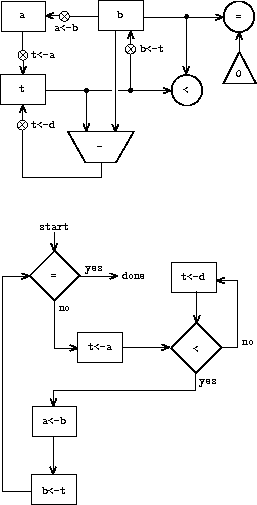 a
b
=
a<-b
t<-a
b<-t
0
t
<
t<-d
-
start
=
yes
done
t<-d
no
t<-a
<
no
yes
a<-b
b<-t